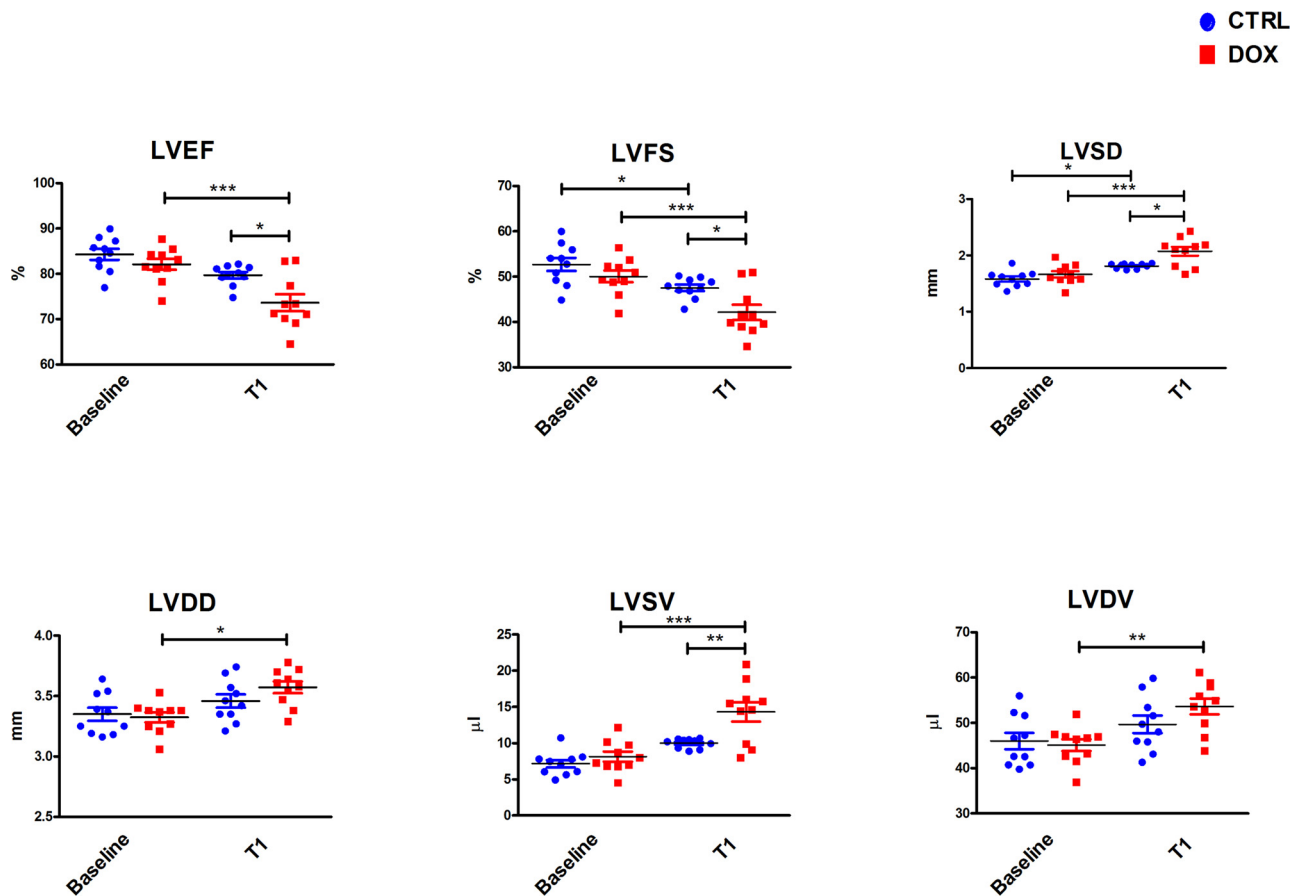 CTRL
DOX
LVEF
***
*
100
90
80
70
60
%
Baseline
T1
LVFS
*
***
*
70
60
50
40
30
%
Baseline
T1
LVSD
*
***
*
3
2
1
0
mm
Baseline
T1
LVDD
*
4.0
3.5
3.0
2.5
mm
Baseline
T1
LVSV
***
**
25
20
15
10
5
0
µl
Baseline
T1
LVDV
**
70
60
50
40
30
µl
Baseline
T1